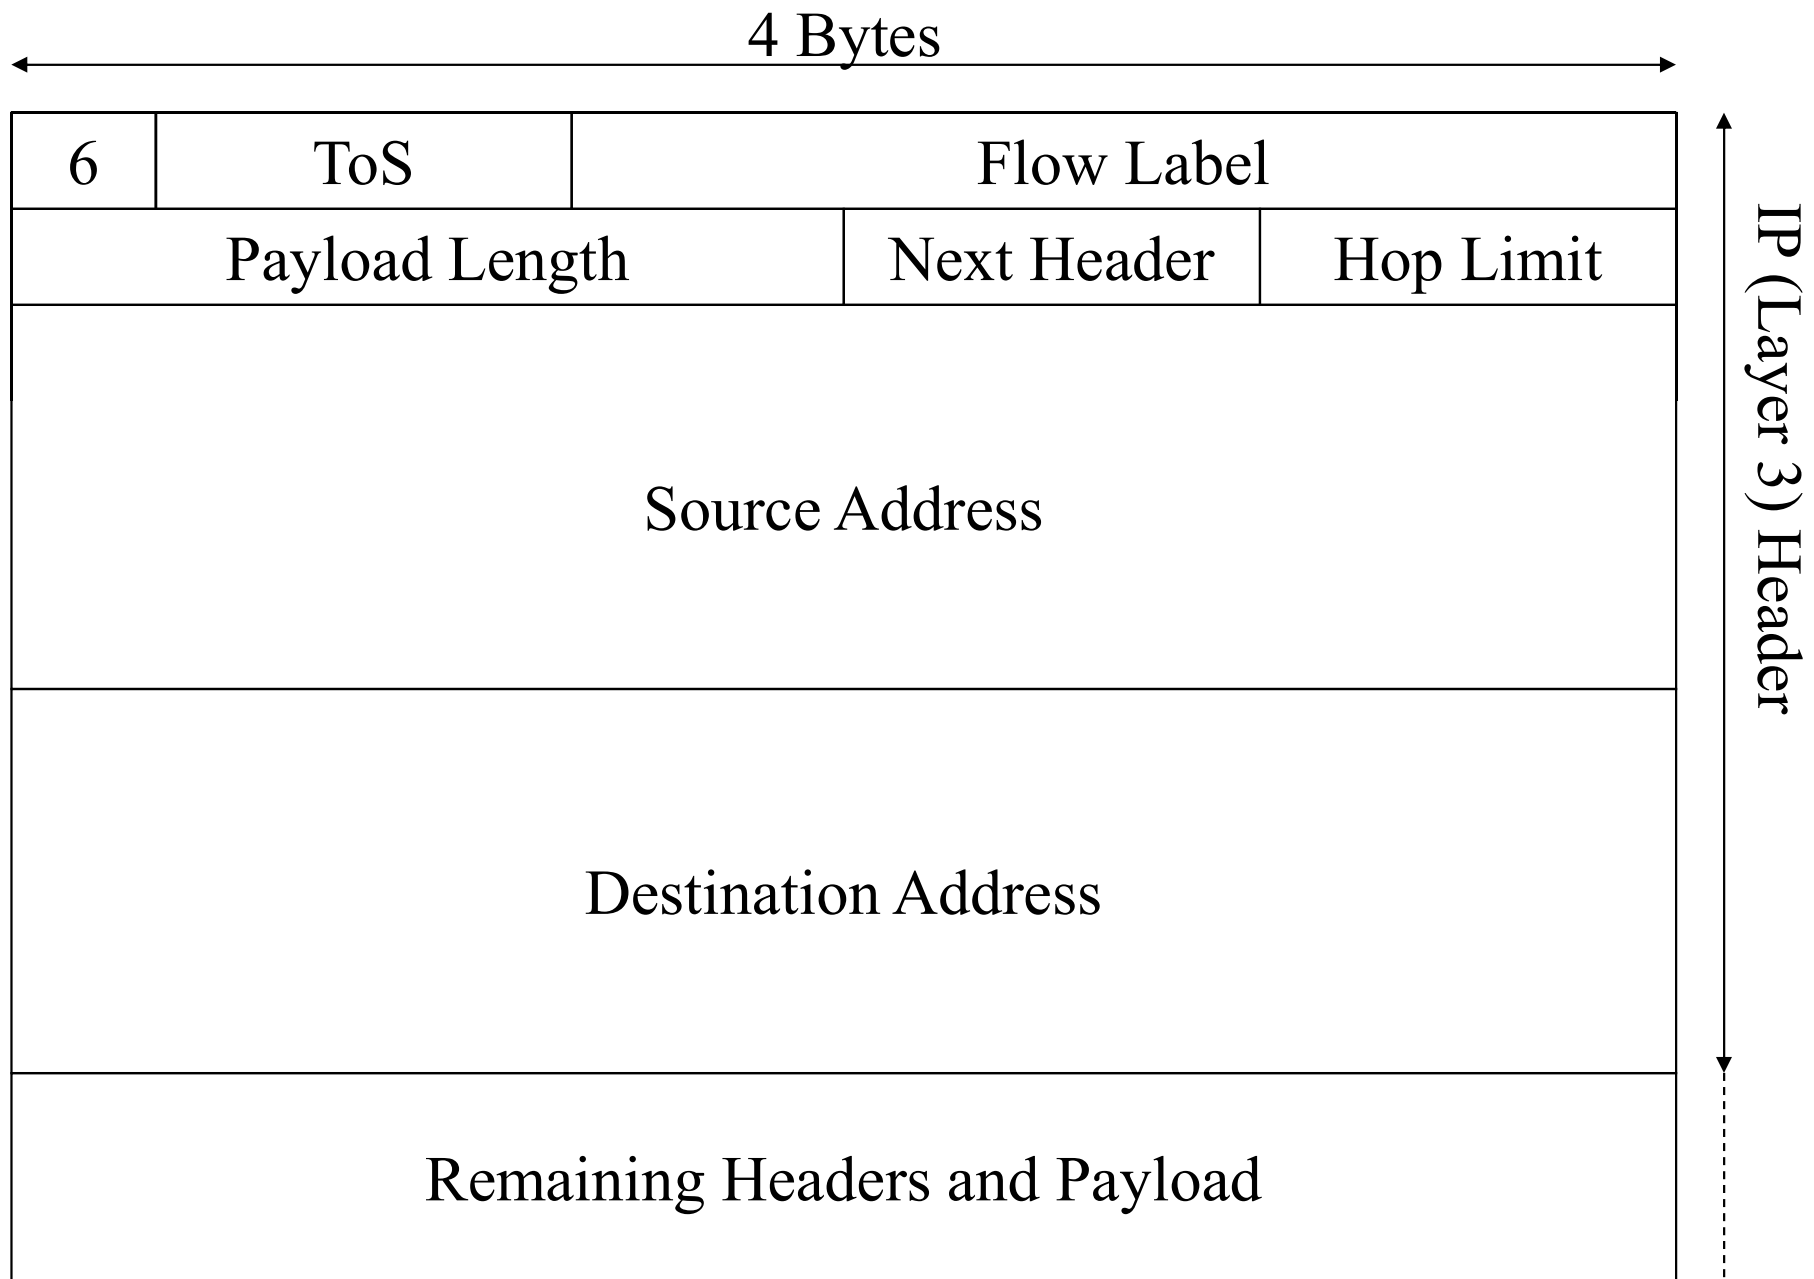 4 Bytes
6 ToS Flow Label
Payload Length Next Header Hop Limit
Source Address
Destination Address
Remaining Headers and Payload
IP (Layer 3) Header